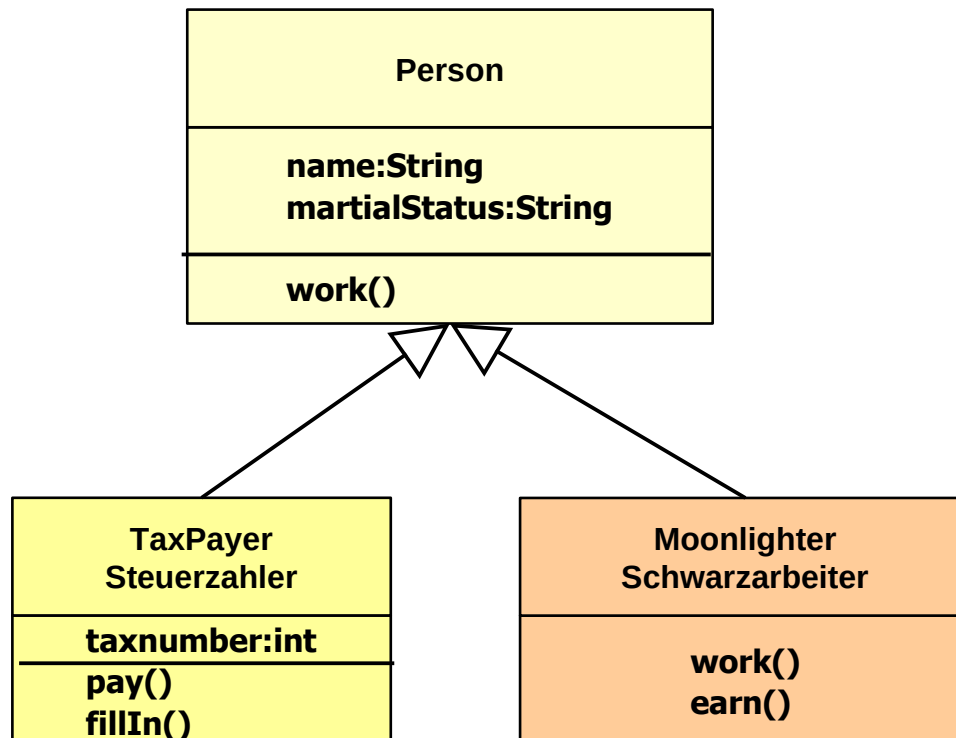 Person
name:String
martialStatus:String
work()
TaxPayer
Steuerzahler
taxnumber:int
pay()
fillIn()
Moonlighter
Schwarzarbeiter
work()
earn()